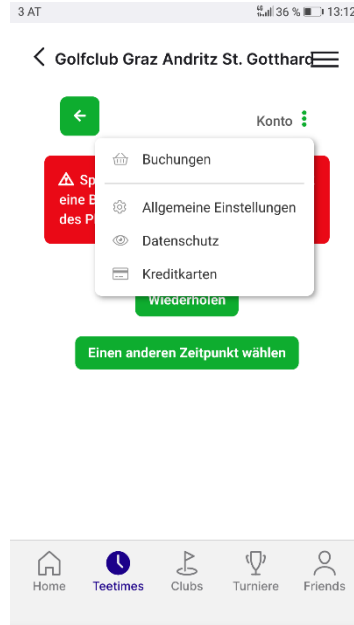 3 AT 36 % 13:12
Golfclub Graz Andritz St. Gotthard
Konto
Buchungen
eine B
des P
Allgemeine Einstellungen
Datenschutz
Kreditkarten
Wiederholen
Einen anderen Zeitpunkt wählen
Home Teetimes Clubs Turniere Friends